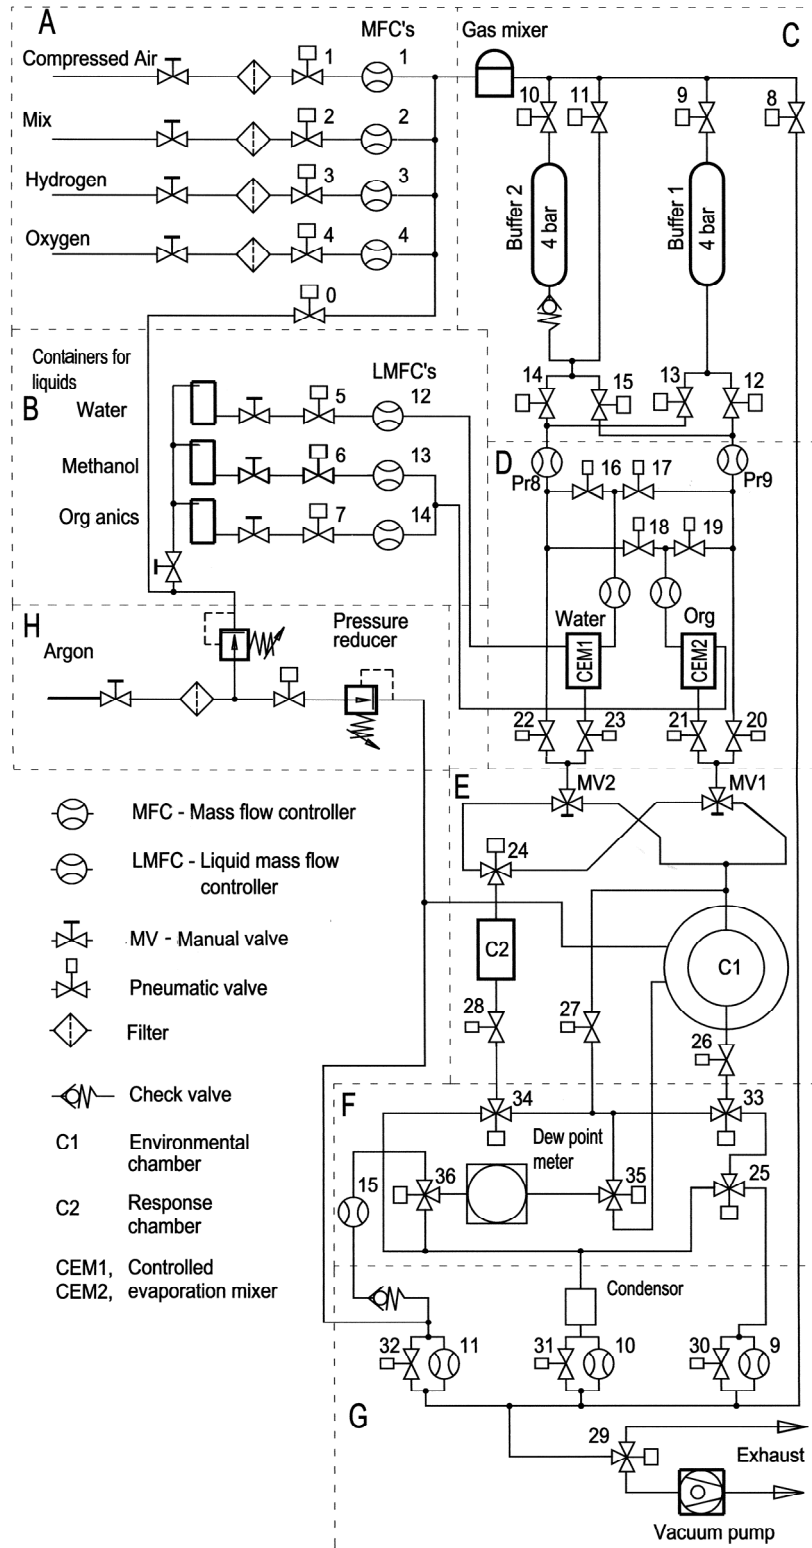 A
MFC's
Gas mixer
C
Compressed Air
1
1
10
11
9
8
Mix
2
2
Hydrogen
3
3
Buffer 2
4 bar
Buffer 1
4 bar
Oxygen
4
4
0
Containers for
liquids
LMFC's
14
15
13
12
B
Water
5
12
Methanol
6
13
D
Pr8
16
17
Pr9
Org anics
7
14
18
19
H
Argon
Pressure
reducer
Water
Org
CEM1
CEM2
22
23
21
20
MV2
MV1
E
MFC - Mass flow controller
24
LMFC - Liquid mass flow
controller
MV - Manual valve
C2
C1
Pneumatic valve
28
27
Filter
26
Check valve
F
34
33
C1
Environmental
chamber
Dew point
meter
15
36
35
25
C2
Response
chamber
CEM1,
Controlled
CEM2,
evaporation mixer
Condensor
32
11
31
10
30
9
G
29
Exhaust
Vacuum pump